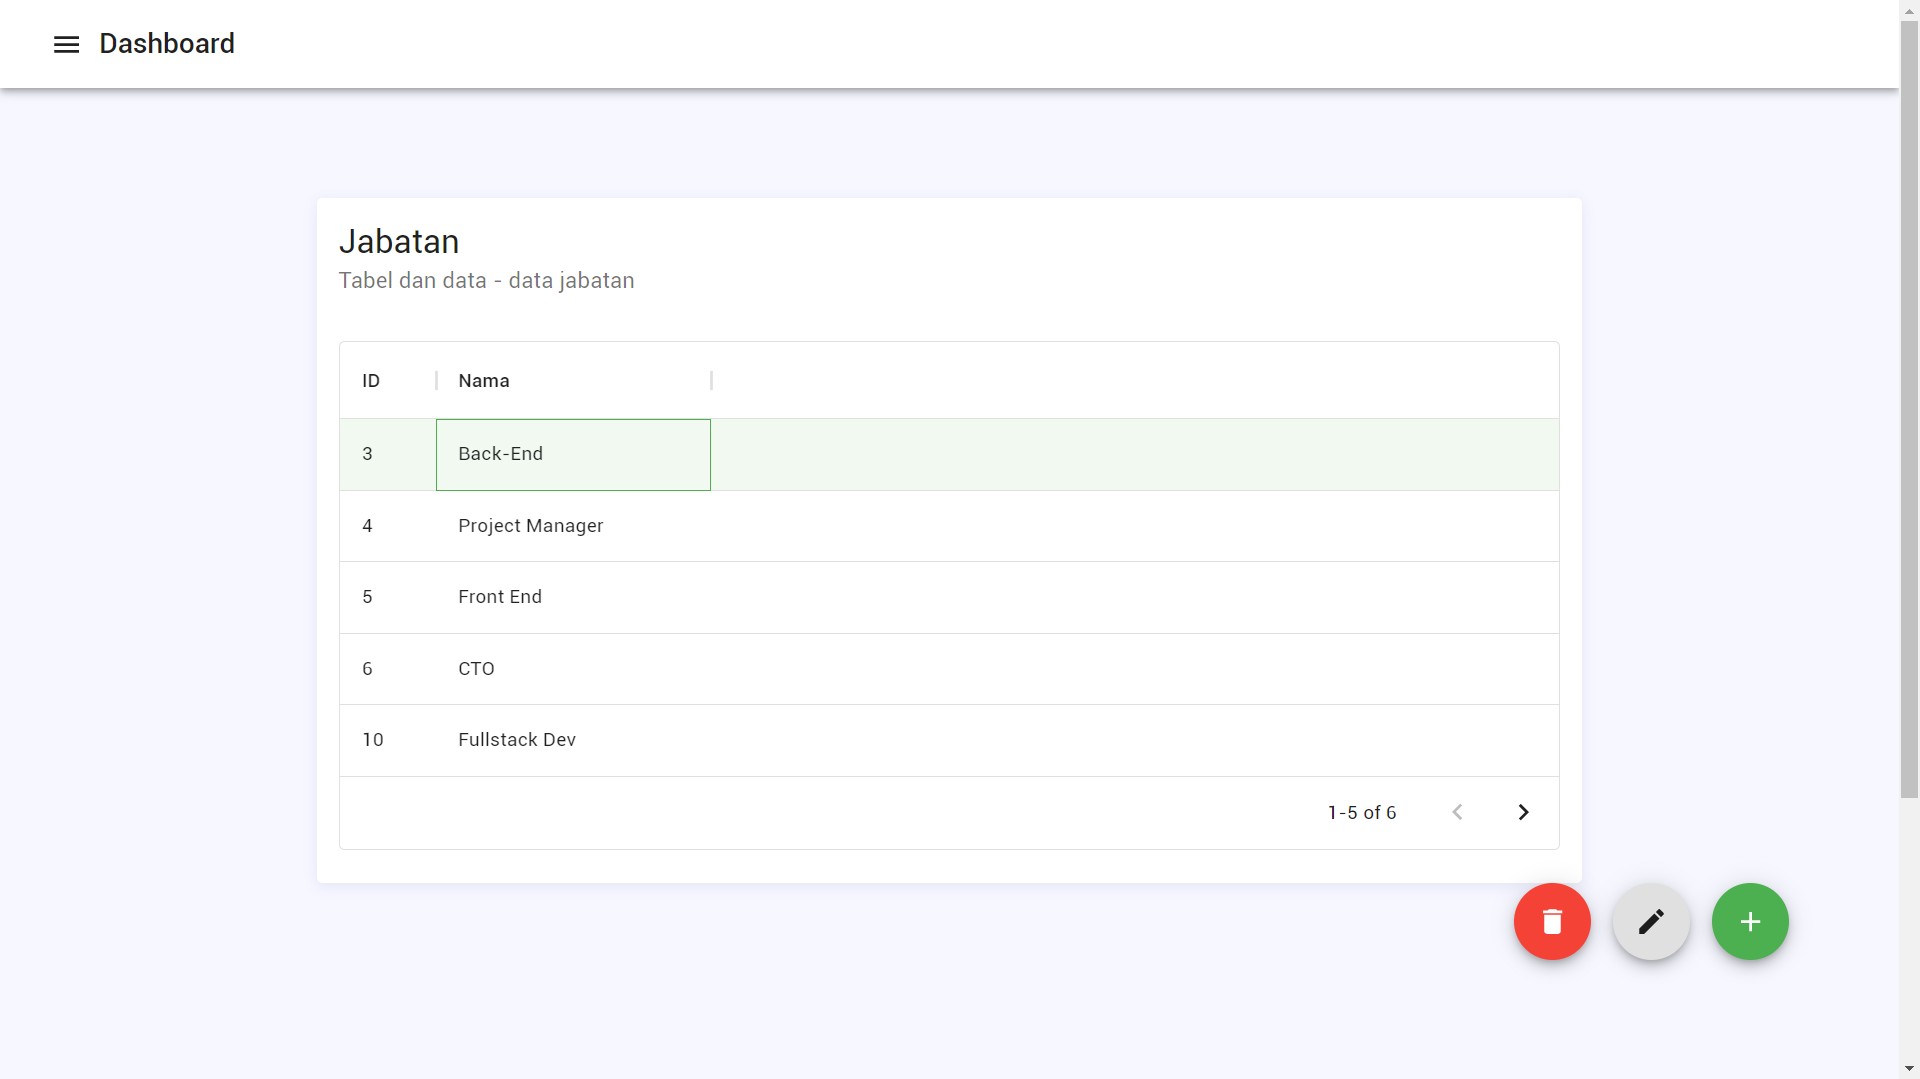 Dashboard
Jabatan
Tabel dan data - data jabatan
ID Nama
3 Back-End
4 Project Manager
5 Front End
6 CTO
10 Fullstack Dev
1-5 of 6